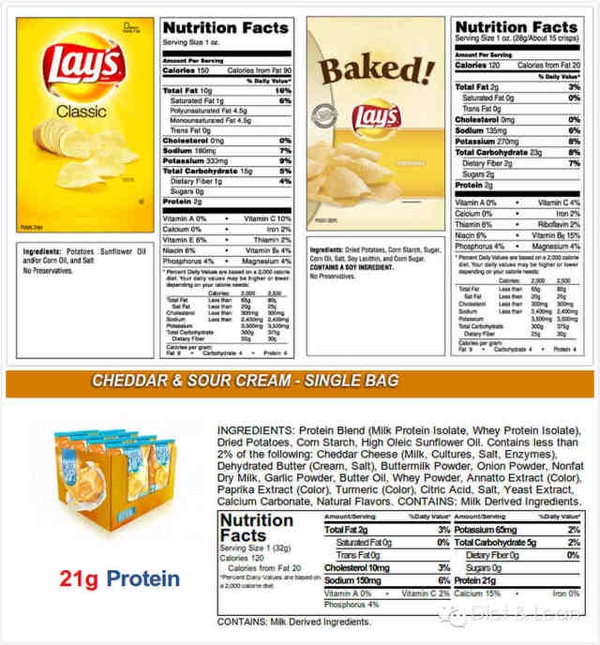 Lay's
Classic
Nutrition Facts
Serving Size 1 oz.
Amount Per Serving
Calories 150 Calories from Fat 90
% Daily Value*
Total Fat 10g 16%
Saturated Fat 1g 6%
Polyunsaturated Fat 4.5g
Monounsaturated Fat 4.5g
Trans Fat 0g
Cholesterol 0mg 0%
Sodium 180mg 7%
Potassium 330mg 9%
Total Carbohydrate 15g 5%
Dietary Fiber 1g 4%
Sugars 0g
Protein 2g
Vitamin A 0% • Vitamin C 10%
Calcium 0% • Iron 2%
Vitamin E 6% • Thiamin 2%
Niacin 6% • Vitamin B6 4%
Phosphorus 4% • Magnesium 4%
* Percent Daily Values are based on a 2,000 calorie
diet. Your daily values may be higher or lower
depending on your calorie needs:
Calories: 2,000 2,500
Total Fat Less than 65g 80g
Sat Fat Less than 20g 25g
Cholesterol Less than 300mg 300mg
Sodium Less than 2,400mg 2,400mg
Potassium 3,500mg 3,500mg
Total Carbohydrate 300g 375g
Dietary Fiber 25g 30g
Calories per gram:
Fat 9 • Carbohydrate 4 • Protein 4
Ingredients: Potatoes, Sunflower Oil
and/or Corn Oil, and Salt
No Preservatives.
Baked!
Lay's
Nutrition Facts
Serving Size 1 oz. (28g/About 15 crisps)
Amount Per Serving
Calories 120 Calories from Fat 20
% Daily Value*
Total Fat 2g 3%
Saturated Fat 0g 0%
Trans Fat 0g
Cholesterol 0mg 0%
Sodium 135mg 6%
Potassium 270mg 8%
Total Carbohydrate 23g 8%
Dietary Fiber 2g 7%
Sugars 2g
Protein 2g
Vitamin A 0% • Vitamin C 4%
Calcium 0% • Iron 2%
Thiamin 6% • Riboflavin 2%
Niacin 6% • Vitamin B6 15%
Phosphorus 4% • Magnesium 4%
* Percent Daily Values are based on a 2,000 calorie
diet. Your daily values may be higher or lower
depending on your calorie needs:
Calories: 2,000 2,500
Total Fat Less than 65g 80g
Sat Fat Less than 20g 25g
Cholesterol Less than 300mg 300mg
Sodium Less than 2,400mg 2,400mg
Potassium 3,500mg 3,500mg
Total Carbohydrate 300g 375g
Dietary Fiber 25g 30g
Calories per gram:
Fat 9 • Carbohydrate 4 • Protein 4
Ingredients: Dried Potatoes, Corn Starch, Sugar,
Corn Oil, Salt, Soy Lecithin, and Corn Sugar.
CONTAINS A SOY INGREDIENT.
No Preservatives.
CHEDDAR & SOUR CREAM - SINGLE BAG
21g Protein
INGREDIENTS: Protein Blend (Milk Protein Isolate, Whey Protein Isolate),
Dried Potatoes, Corn Starch, High Oleic Sunflower Oil. Contains less than
2% of the following: Cheddar Cheese (Milk, Cultures, Salt, Enzymes),
Dehydrated Butter (Cream, Salt), Buttermilk Powder, Onion Powder, Nonfat
Dry Milk, Garlic Powder, Butter Oil, Whey Powder, Annatto Extract (Color),
Paprika Extract (Color), Turmeric (Color), Citric Acid, Salt, Yeast Extract,
Calcium Carbonate, Natural Flavors. CONTAINS: Milk Derived Ingredients.
Nutrition
Facts
Serving Size 1 (32g)
Calories 120
Calories from Fat 20
*Percent Daily Values are based on
a 2,000 calorie diet.
Amount/Serving %Daily Value*
Total Fat 2g 3%
Saturated Fat 0g 0%
Trans Fat 0g
Cholesterol 10mg 3%
Sodium 150mg 6%
Amount/Serving %Daily Value*
Potassium 65mg 2%
Total Carbohydrate 5g 2%
Dietary Fiber 0g 0%
Sugars 0g
Protein 21g
Vitamin A 0% • Vitamin C 2% • Calcium 15% • Iron 0%
Phosphorus 4%
CONTAINS: Milk Derived Ingredients.
Diet & Lean